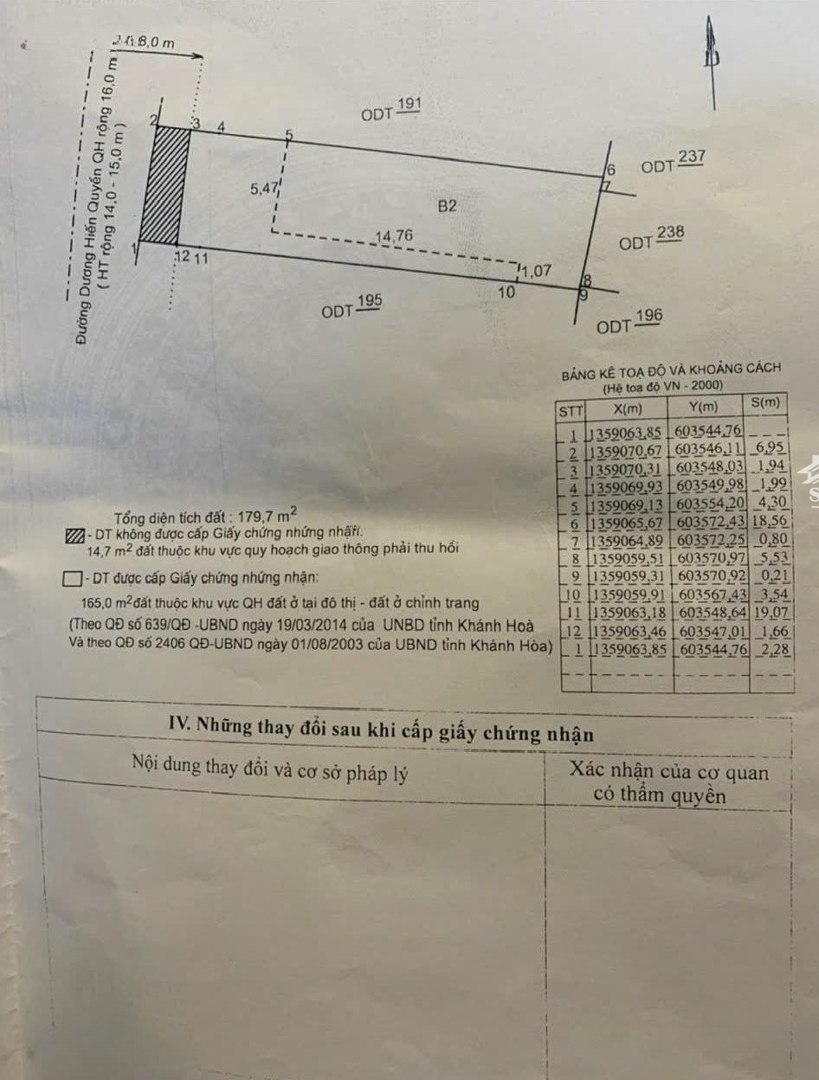 8,0 m
Đường Dương Hiến Quyền QH rộng 16,0 m
( HT rộng 14,0 - 15,0 m )
2
3
4
5
ODT 191
6
ODT 237
7
5,47
B2
14,76
ODT 238
1
12 11
1,07
8
10
9
ODT 195
ODT 196
BẢNG KÊ TOẠ ĐỘ VÀ KHOẢNG CÁCH
(Hệ toạ độ VN - 2000)
STT X(m) Y(m) S(m)
1 1359063,85 603544,76
2 1359070,67 603546,11 6,95
3 1359070,31 603548,03 1,94
4 1359069,93 603549,98 1,99
5 1359069,13 603554,20 4,30
6 1359065,67 603572,43 18,56
7 1359064,89 603572,25 0,80
8 1359059,51 603570,97 5,53
9 1359059,31 603570,92 0,21
10 1359059,91 603567,43 3,54
11 1359063,18 603548,64 19,07
12 1359063,46 603547,01 1,66
1 1359063,85 603544,76 2,28
Tổng diện tích đất : 179,7 m²
- DT không được cấp Giấy chứng nhứng nhận.
14,7 m² đất thuộc khu vực quy hoạch giao thông phải thu hồi
- DT được cấp Giấy chứng nhứng nhận:
165,0 m²đất thuộc khu vực QH đất ở tại đô thị - đất ở chỉnh trang
(Theo QĐ số 639/QĐ -UBND ngày 19/03/2014 của UNBD tỉnh Khánh Hoà
Và theo QĐ số 2406 QĐ-UBND ngày 01/08/2003 của UBND tỉnh Khánh Hòa)
IV. Những thay đổi sau khi cấp giấy chứng nhận
Nội dung thay đổi và cơ sở pháp lý
Xác nhận của cơ quan
có thẩm quyền